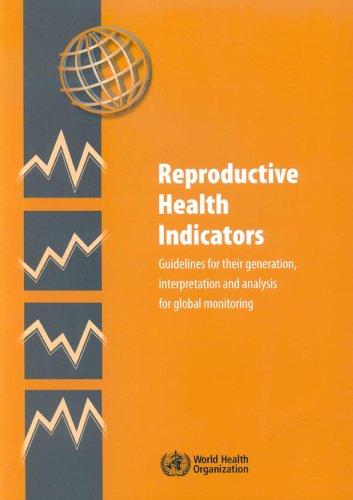 Reproductive
Health
Indicators
Guidelines for their generation,
interpretation and analysis
for global monitoring
World Health
Organization